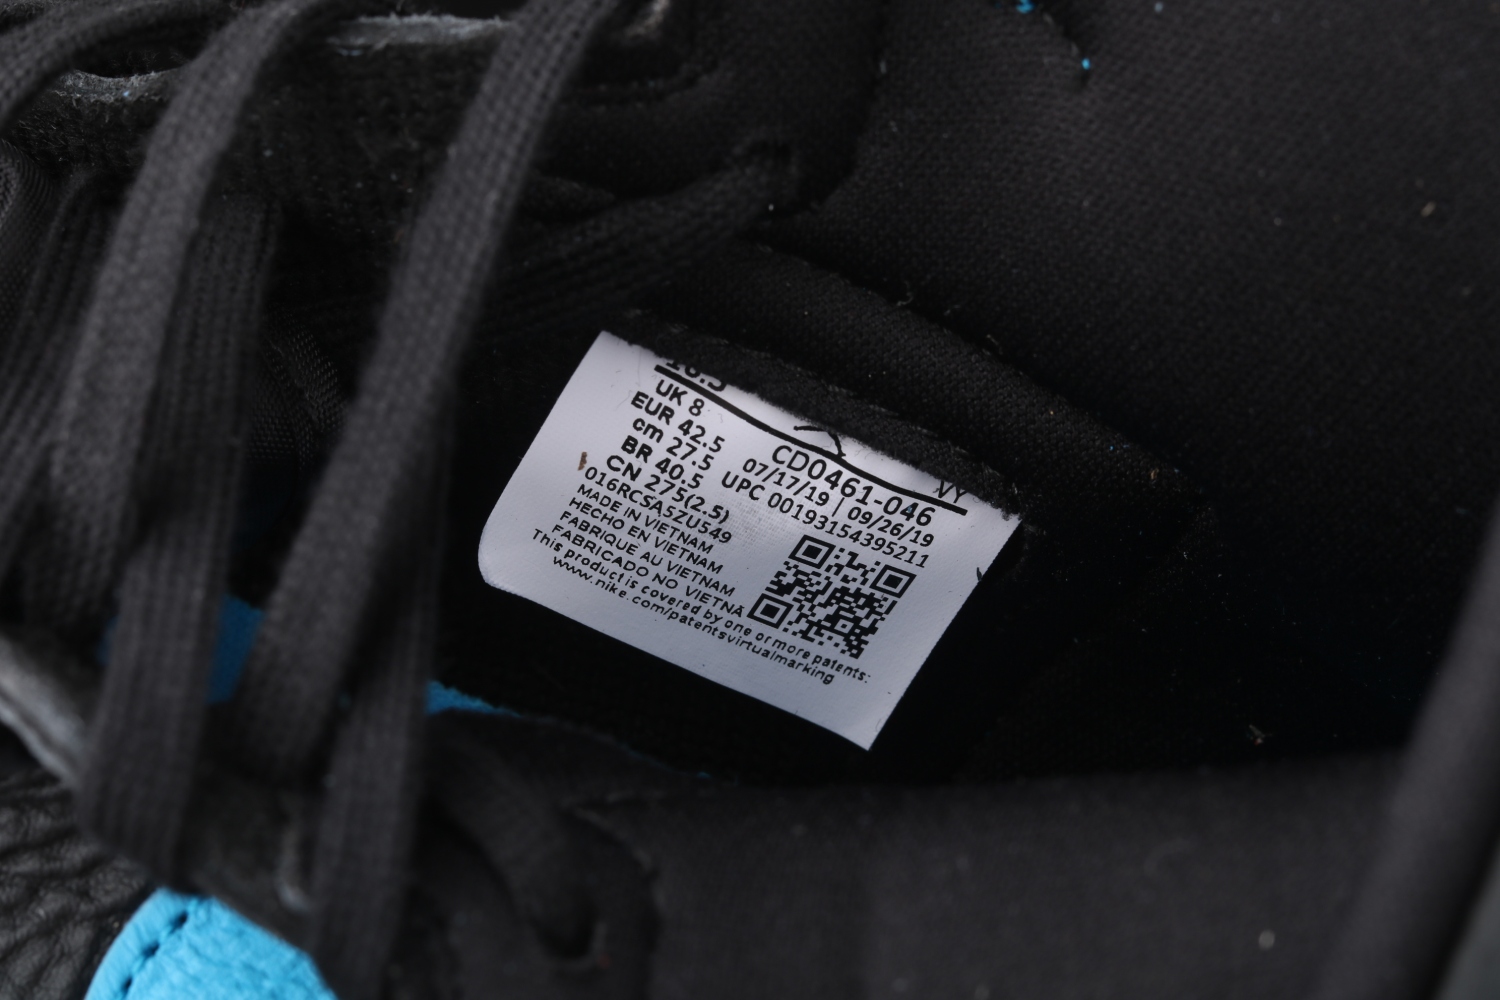 UK 8
EUR 42.5
cm 27.5
BR 40.5
CN 275(2.5)
CD0461-046
07/17/19 | 09/26/19
UPC 00193154395211
016RCSA5ZU549
MADE IN VIETNAM
HECHO EN VIETNAM
FABRIQUE AU VIETNAM
FABRICADO NO VIETNÃ
This product is covered by one or more patents:
www.nike.com/patentsvirtualmarking
VY